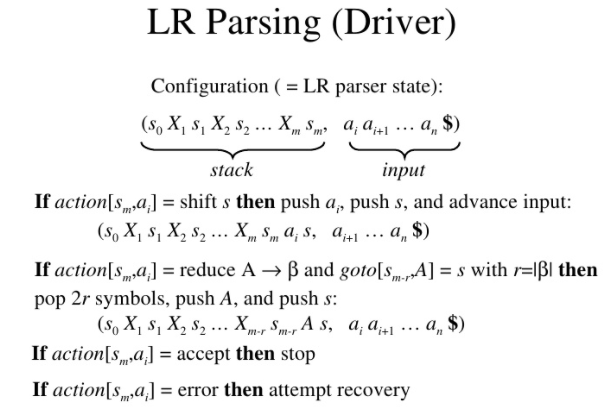 LR Parsing (Driver)
Configuration ( = LR parser state):
(s₀ X₁ s₁ X₂ s₂ … Xₘ sₘ, aᵢ aᵢ₊₁ … aₙ $)
stack input
If action[sₘ,aᵢ] = shift s then push aᵢ, push s, and advance input:
(s₀ X₁ s₁ X₂ s₂ … Xₘ sₘ aᵢ s, aᵢ₊₁ … aₙ $)
If action[sₘ,aᵢ] = reduce A → β and goto[sₘ₋ᵣ,A] = s with r=|β| then
pop 2r symbols, push A, and push s:
(s₀ X₁ s₁ X₂ s₂ … Xₘ₋ᵣ sₘ₋ᵣ A s, aᵢ aᵢ₊₁ … aₙ $)
If action[sₘ,aᵢ] = accept then stop
If action[sₘ,aᵢ] = error then attempt recovery